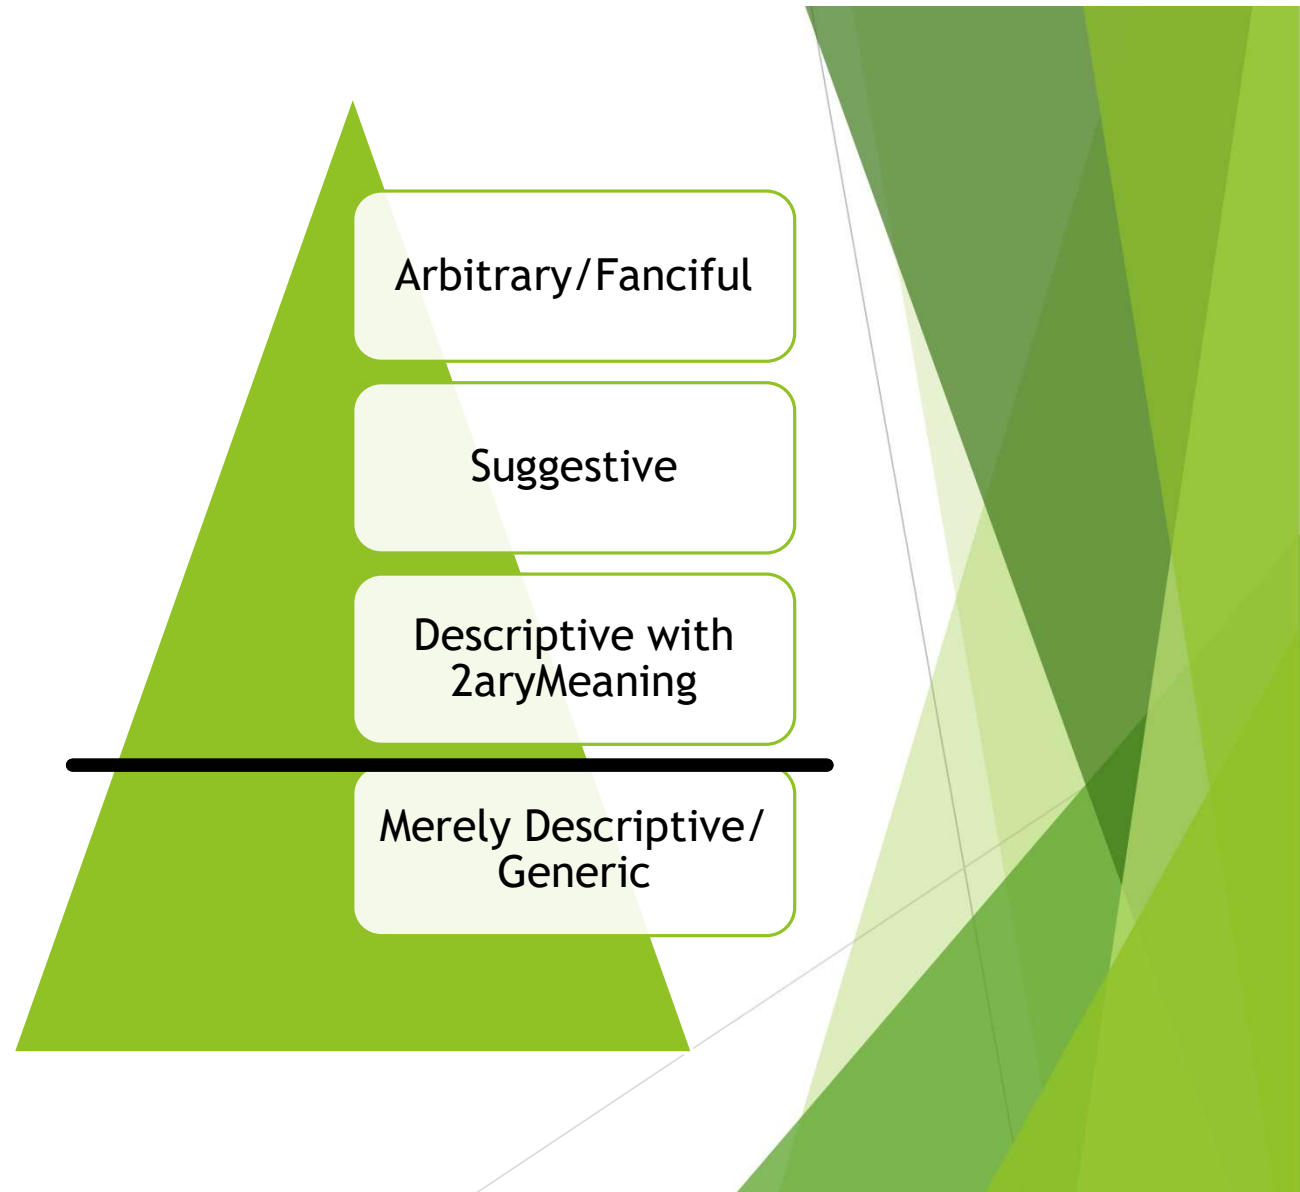 Arbitrary/Fanciful
Suggestive
Descriptive with
2aryMeaning
Merely Descriptive/
Generic